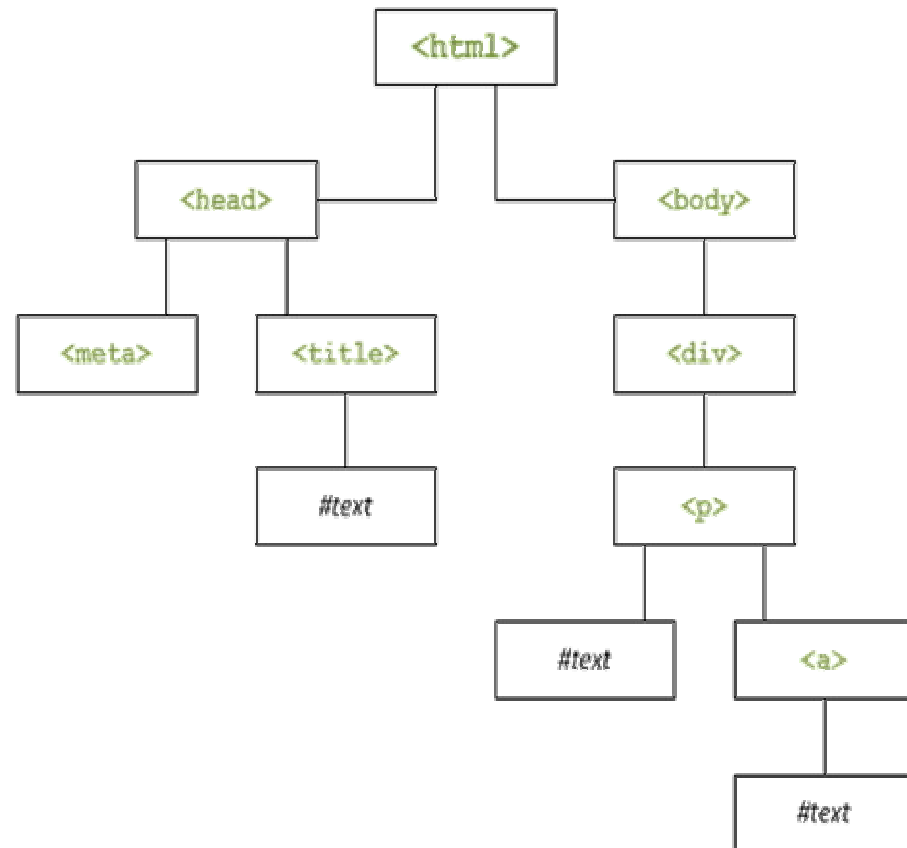 <html>
<head>
<body>
<meta>
<title>
<div>
#text
<p>
#text
<a>
#text